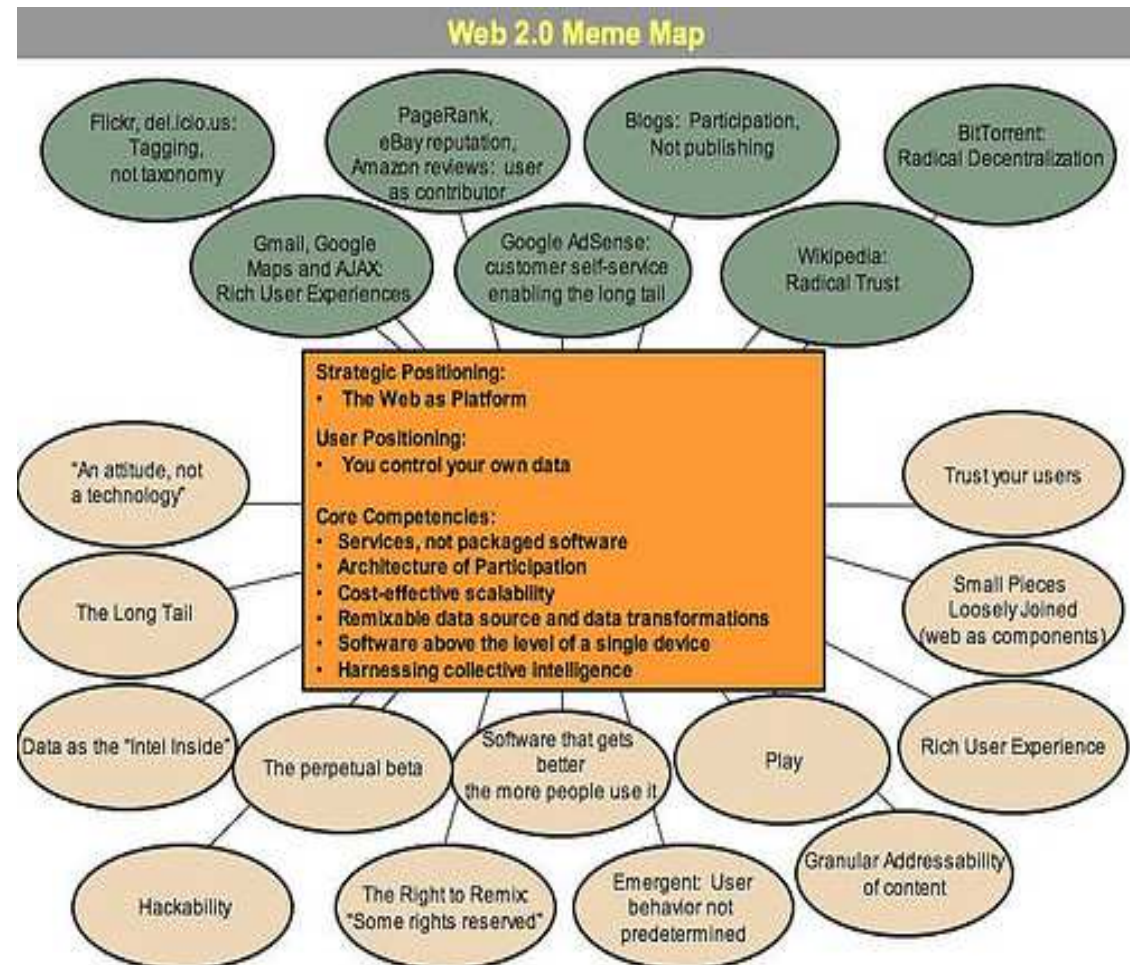 Web 2.0 Meme Map
Flickr, del.icio.us:
Tagging,
not taxonomy
PageRank,
eBay reputation,
Amazon reviews: user
as contributor
Blogs: Participation,
Not publishing
BitTorrent:
Radical Decentralization
Gmail, Google
Maps and AJAX:
Rich User Experiences
Google AdSense:
customer self-service
enabling the long tail
Wikipedia:
Radical Trust
Strategic Positioning:
• The Web as Platform
User Positioning:
• You control your own data
Core Competencies:
• Services, not packaged software
• Architecture of Participation
• Cost-effective scalability
• Remixable data source and data transformations
• Software above the level of a single device
• Harnessing collective intelligence
"An attitude, not
a technology"
Trust your users
The Long Tail
Small Pieces
Loosely Joined
(web as components)
Data as the "Intel Inside"
The perpetual beta
Software that gets
better
the more people use it
Play
Rich User Experience
Hackability
The Right to Remix:
"Some rights reserved"
Emergent: User
behavior not
predetermined
Granular Addressability
of content